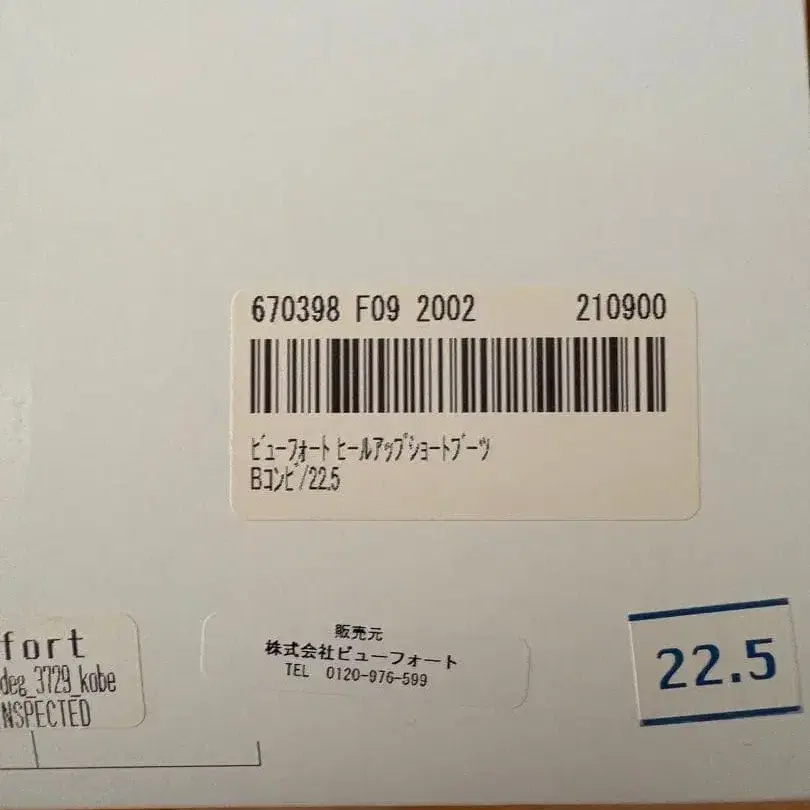 670398 F09 2002 210900
ﾋﾞｭｰﾌｫｰﾄ ﾋｰﾙｱｯﾌﾟｼｮｰﾄﾌﾞｰﾂ
Bｺﾝﾋﾞ/22.5
fort
deg_3729_kobe
NSPECTED
販売元
株式会社ビューフォート
TEL 0120-976-599
22.5